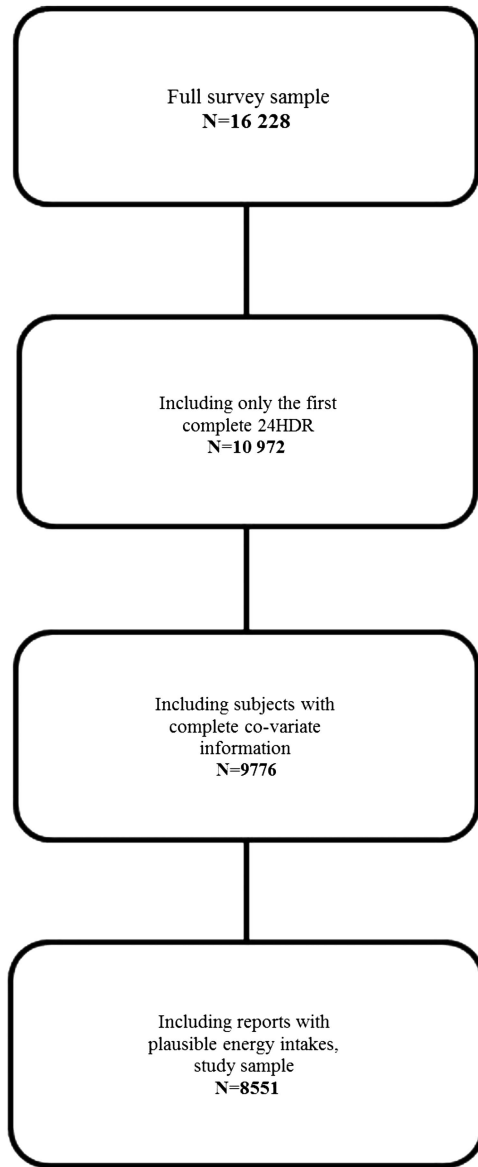 Full survey sample
N=16 228
Including only the first
complete 24HDR
N=10 972
Including subjects with
complete co-variate
information
N=9776
Including reports with
plausible energy intakes,
study sample
N=8551